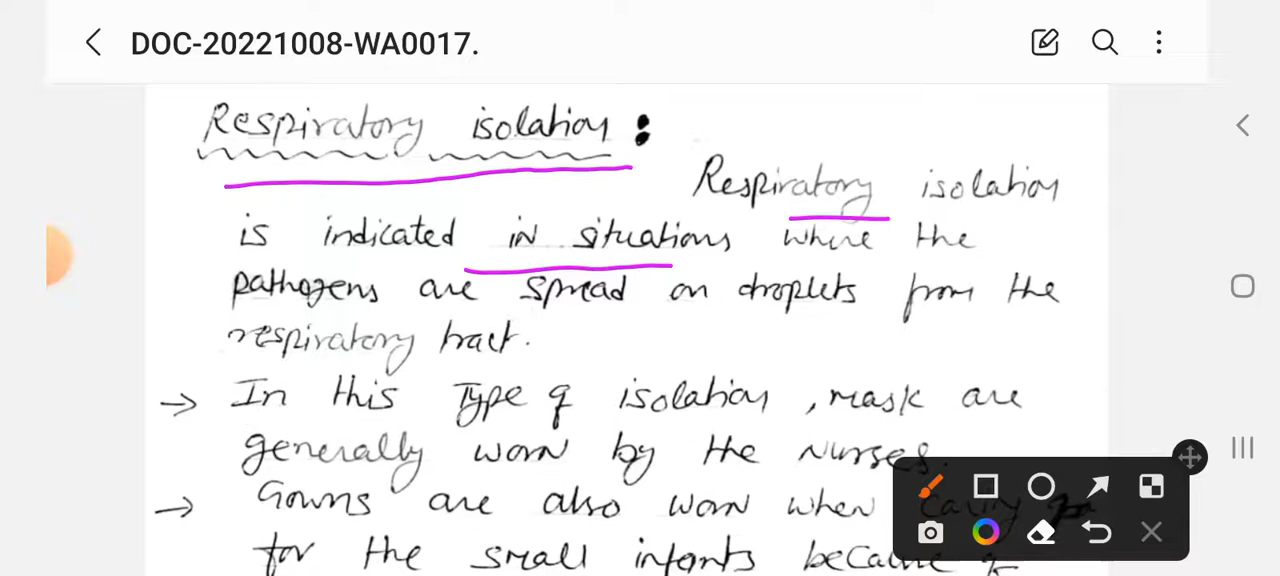 DOC-20221008-WA0017.
Respiratory isolation :
Respiratory isolation
is indicated in situations where the
pathogens are spread on droplets from the
respiratory tract.
→ In this Type of isolation, mask are
generally worn by the Nurses.
→ Gowns are also worn when caring
for the small infants because of